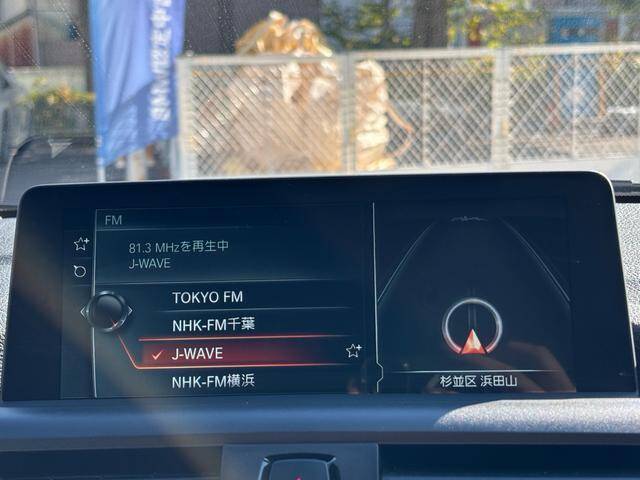 FM
81.3 MHzを再生中
J-WAVE
TOKYO FM
NHK-FM千葉
J-WAVE
NHK-FM横浜
杉並区 浜田山